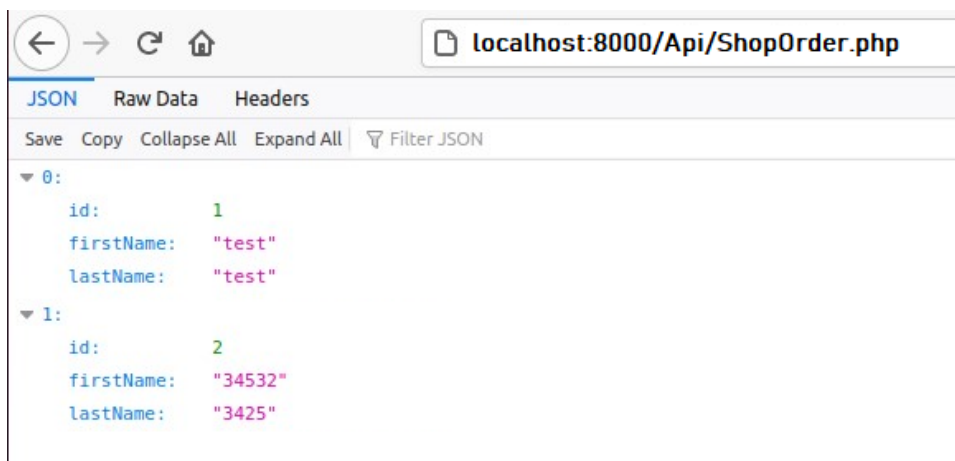 localhost:8000/Api/ShopOrder.php
JSON Raw Data Headers
Save Copy Collapse All Expand All Filter JSON
0:
id: 1
firstName: "test"
lastName: "test"
1:
id: 2
firstName: "34532"
lastName: "3425"